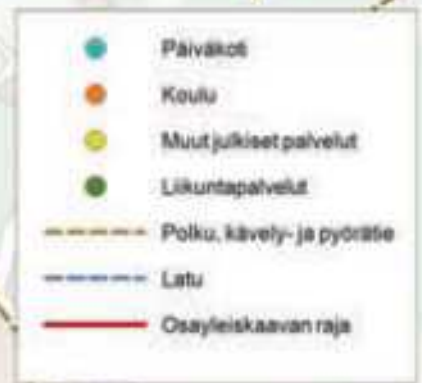 Päiväkoti
Koulu
Muut julkiset palvelut
Liikuntapalvelut
Polku, kävely- ja pyörätie
Latu
Osayleiskaavan raja